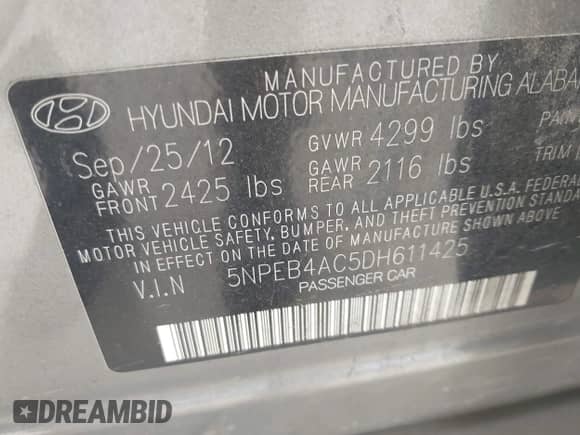 MANUFACTURED BY
HYUNDAI MOTOR MANUFACTURING ALABA
Sep/25/12 GVWR 4299 lbs
GAWR FRONT 2425 lbs GAWR REAR 2116 lbs TRIM
THIS VEHICLE CONFORMS TO ALL APPLICABLE U.S.A. FEDERA
MOTOR VEHICLE SAFETY, BUMPER, AND THEFT PREVENTION STANDA
IN EFFECT ON THE DATE OF MANUFACTURE SHOWN ABOVE
V.I.N 5NPEB4AC5DH611425
PASSENGER CAR
DREAMBID